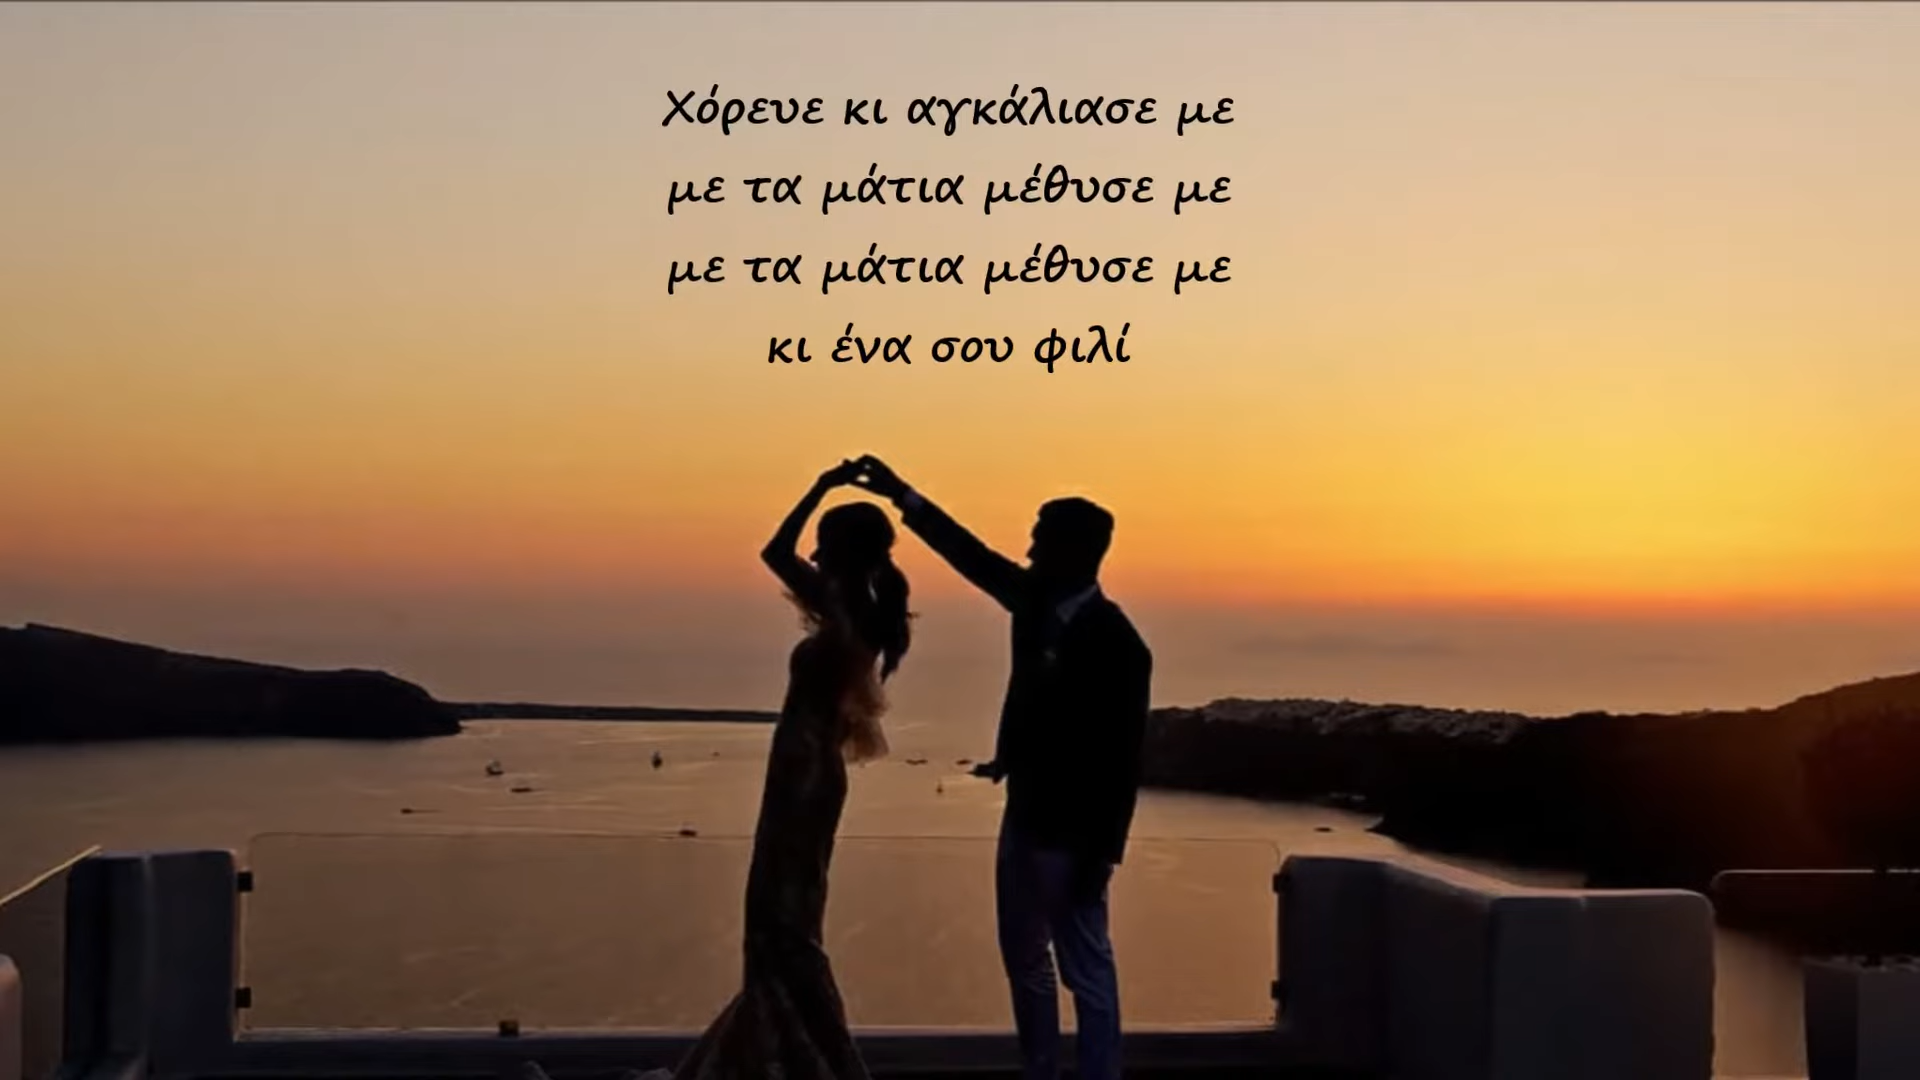 Χόρευε κι αγκάλιασε με
με τα μάτια μέθυσε με
με τα μάτια μέθυσε με
κι ένα σου φιλί